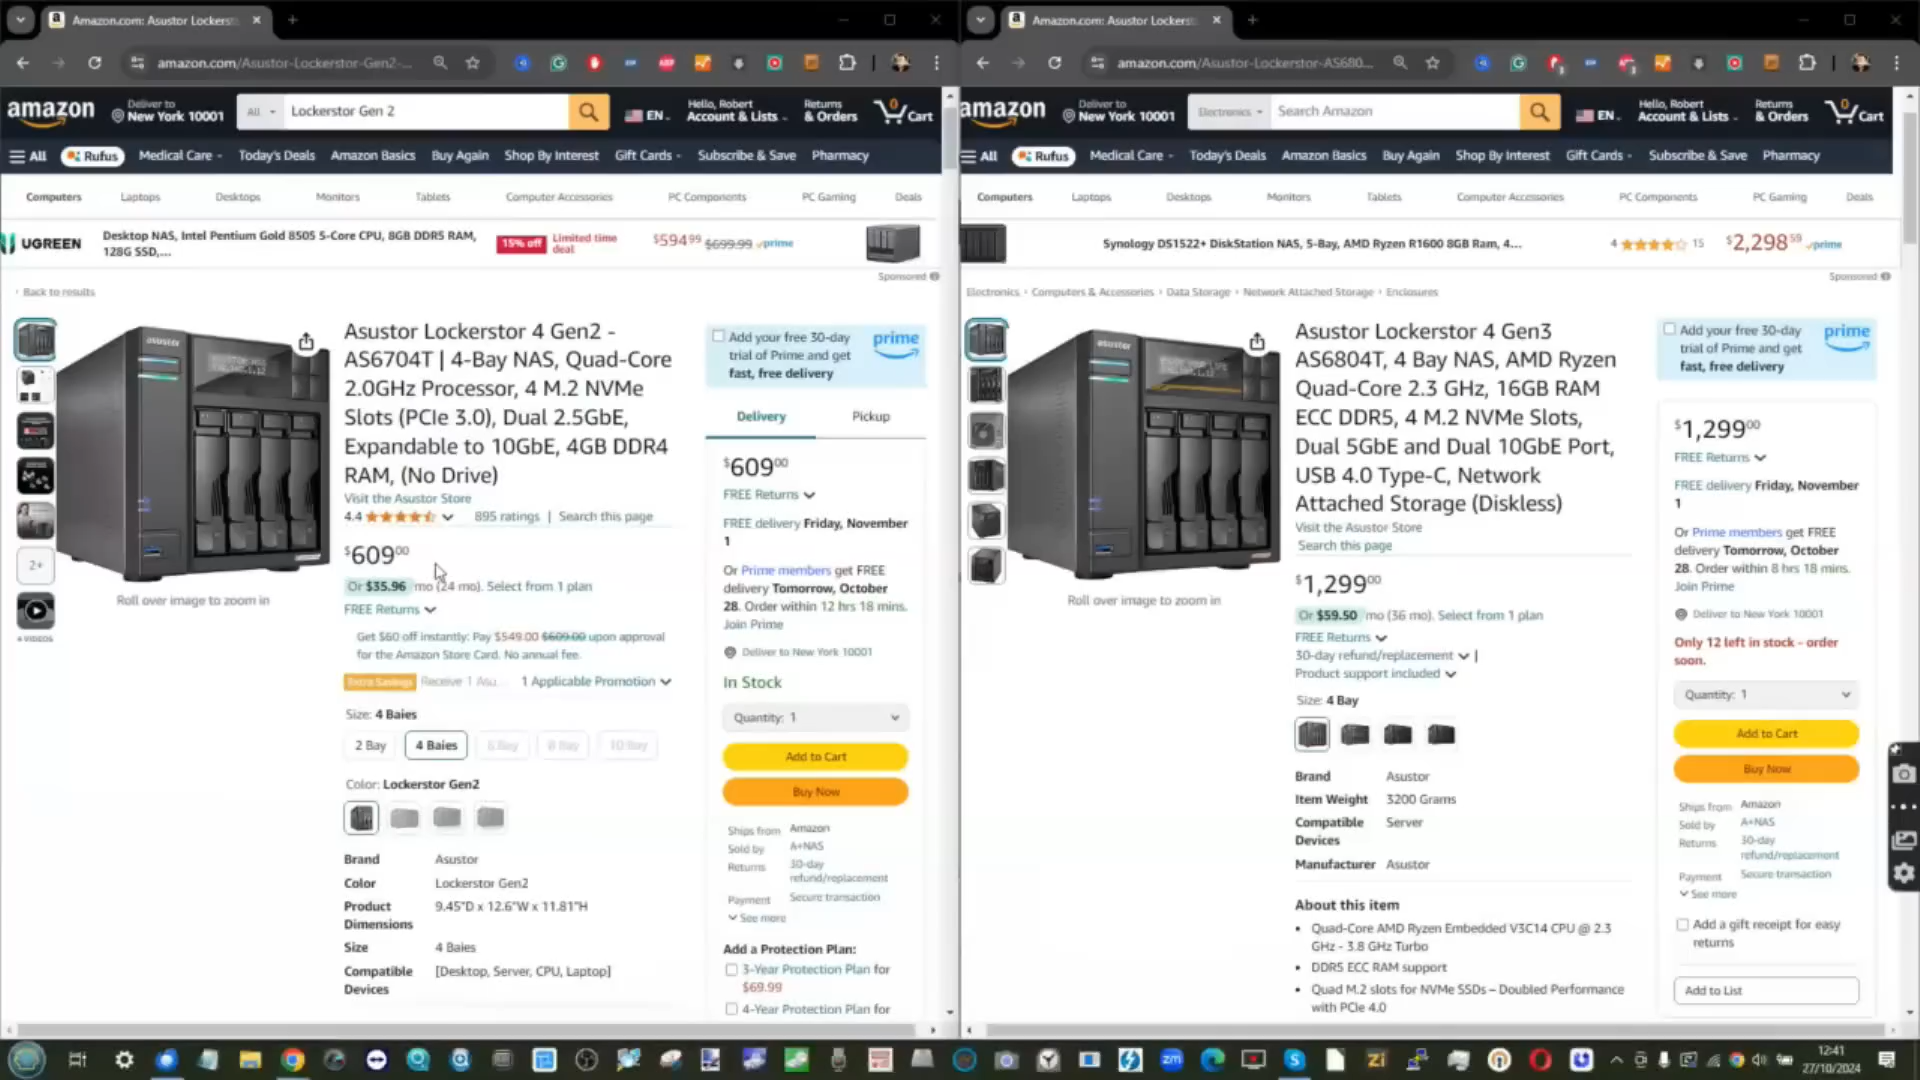 Amazon.com: Asustor Lockerst
amazon.com/Asustor-Lockerstor-Gen2-...
amazon
Deliver to
New York 10001
All
Lockerstor Gen 2
EN
Hello, Robert
Account & Lists
Returns
& Orders
0
Cart
All
Rufus
Medical Care
Today's Deals
Amazon Basics
Buy Again
Shop By Interest
Gift Cards
Subscribe & Save
Pharmacy
Computers
Laptops
Desktops
Monitors
Tablets
Computer Accessories
PC Components
PC Gaming
Deals
UGREEN
Desktop NAS, Intel Pentium Gold 8505 5-Core CPU, 8GB DDR5 RAM,
128G SSD,...
15% off
Limited time
deal
$594.99 $699.99 prime
Sponsored
‹ Back to results
asustor
Roll over image to zoom in
2+
4 VIDEOS
Asustor Lockerstor 4 Gen2 -
AS6704T | 4-Bay NAS, Quad-Core
2.0GHz Processor, 4 M.2 NVMe
Slots (PCIe 3.0), Dual 2.5GbE,
Expandable to 10GbE, 4GB DDR4
RAM, (No Drive)
Visit the Asustor Store
4.4
895 ratings | Search this page
$609.00
Or $35.96 /mo (24 mo). Select from 1 plan
FREE Returns
Get $60 off instantly: Pay $549.00 $609.00 upon approval
for the Amazon Store Card. No annual fee.
Extra Savings Receive 1 Asu... 1 Applicable Promotion
Size: 4 Baies
2 Bay
4 Baies
6 Bay
8 Bay
10 Bay
Color: Lockerstor Gen2
Brand Asustor
Color Lockerstor Gen2
Product Dimensions 9.45"D x 12.6"W x 11.81"H
Size 4 Baies
Compatible Devices [Desktop, Server, CPU, Laptop]
Add your free 30-day
trial of Prime and get
fast, free delivery
prime
Delivery
Pickup
$609.00
FREE Returns
FREE delivery Friday, November
1
Or Prime members get FREE
delivery Tomorrow, October
28. Order within 12 hrs 18 mins.
Join Prime
Deliver to New York 10001
In Stock
Quantity: 1
Add to Cart
Buy Now
Ships from Amazon
Sold by A+NAS
Returns 30-day
refund/replacement
Payment Secure transaction
See more
Add a Protection Plan:
3-Year Protection Plan for
$69.99
4-Year Protection Plan for
Amazon.com: Asustor Lockerst
amazon.com/Asustor-Lockerstor-AS680...
amazon
Deliver to
New York 10001
Electronics
Search Amazon
EN
Hello, Robert
Account & Lists
Returns
& Orders
0
Cart
All
Rufus
Medical Care
Today's Deals
Amazon Basics
Buy Again
Shop By Interest
Gift Cards
Subscribe & Save
Pharmacy
Computers
Laptops
Desktops
Monitors
Tablets
Computer Accessories
PC Components
PC Gaming
Deals
Synology DS1522+ DiskStation NAS, 5-Bay, AMD Ryzen R1600 8GB Ram, 4...
4
15
$2,298.59 prime
Sponsored
Electronics › Computers & Accessories › Data Storage › Network Attached Storage › Enclosures
asustor
Roll over image to zoom in
Asustor Lockerstor 4 Gen3
AS6804T, 4 Bay NAS, AMD Ryzen
Quad-Core 2.3 GHz, 16GB RAM
ECC DDR5, 4 M.2 NVMe Slots,
Dual 5GbE and Dual 10GbE Port,
USB 4.0 Type-C, Network
Attached Storage (Diskless)
Visit the Asustor Store
Search this page
$1,299.00
Or $59.50 /mo (36 mo). Select from 1 plan
FREE Returns
30-day refund/replacement |
Product support included
Size: 4 Bay
Brand Asustor
Item Weight 3200 Grams
Compatible Devices Server
Manufacturer Asustor
About this item
• Quad-Core AMD Ryzen Embedded V3C14 CPU @ 2.3
GHz - 3.8 GHz Turbo
• DDR5 ECC RAM support
• Quad M.2 slots for NVMe SSDs – Doubled Performance
with PCIe 4.0
Add your free 30-day
trial of Prime and get
fast, free delivery
prime
$1,299.00
FREE Returns
FREE delivery Friday, November
1
Or Prime members get FREE
delivery Tomorrow, October
28. Order within 8 hrs 18 mins.
Join Prime
Deliver to New York 10001
Only 12 left in stock - order
soon.
Quantity: 1
Add to Cart
Buy Now
Ships from Amazon
Sold by A+NAS
Returns 30-day
refund/replacement
Payment Secure transaction
See more
Add a gift receipt for easy
returns
Add to List
12:41
27/10/2024